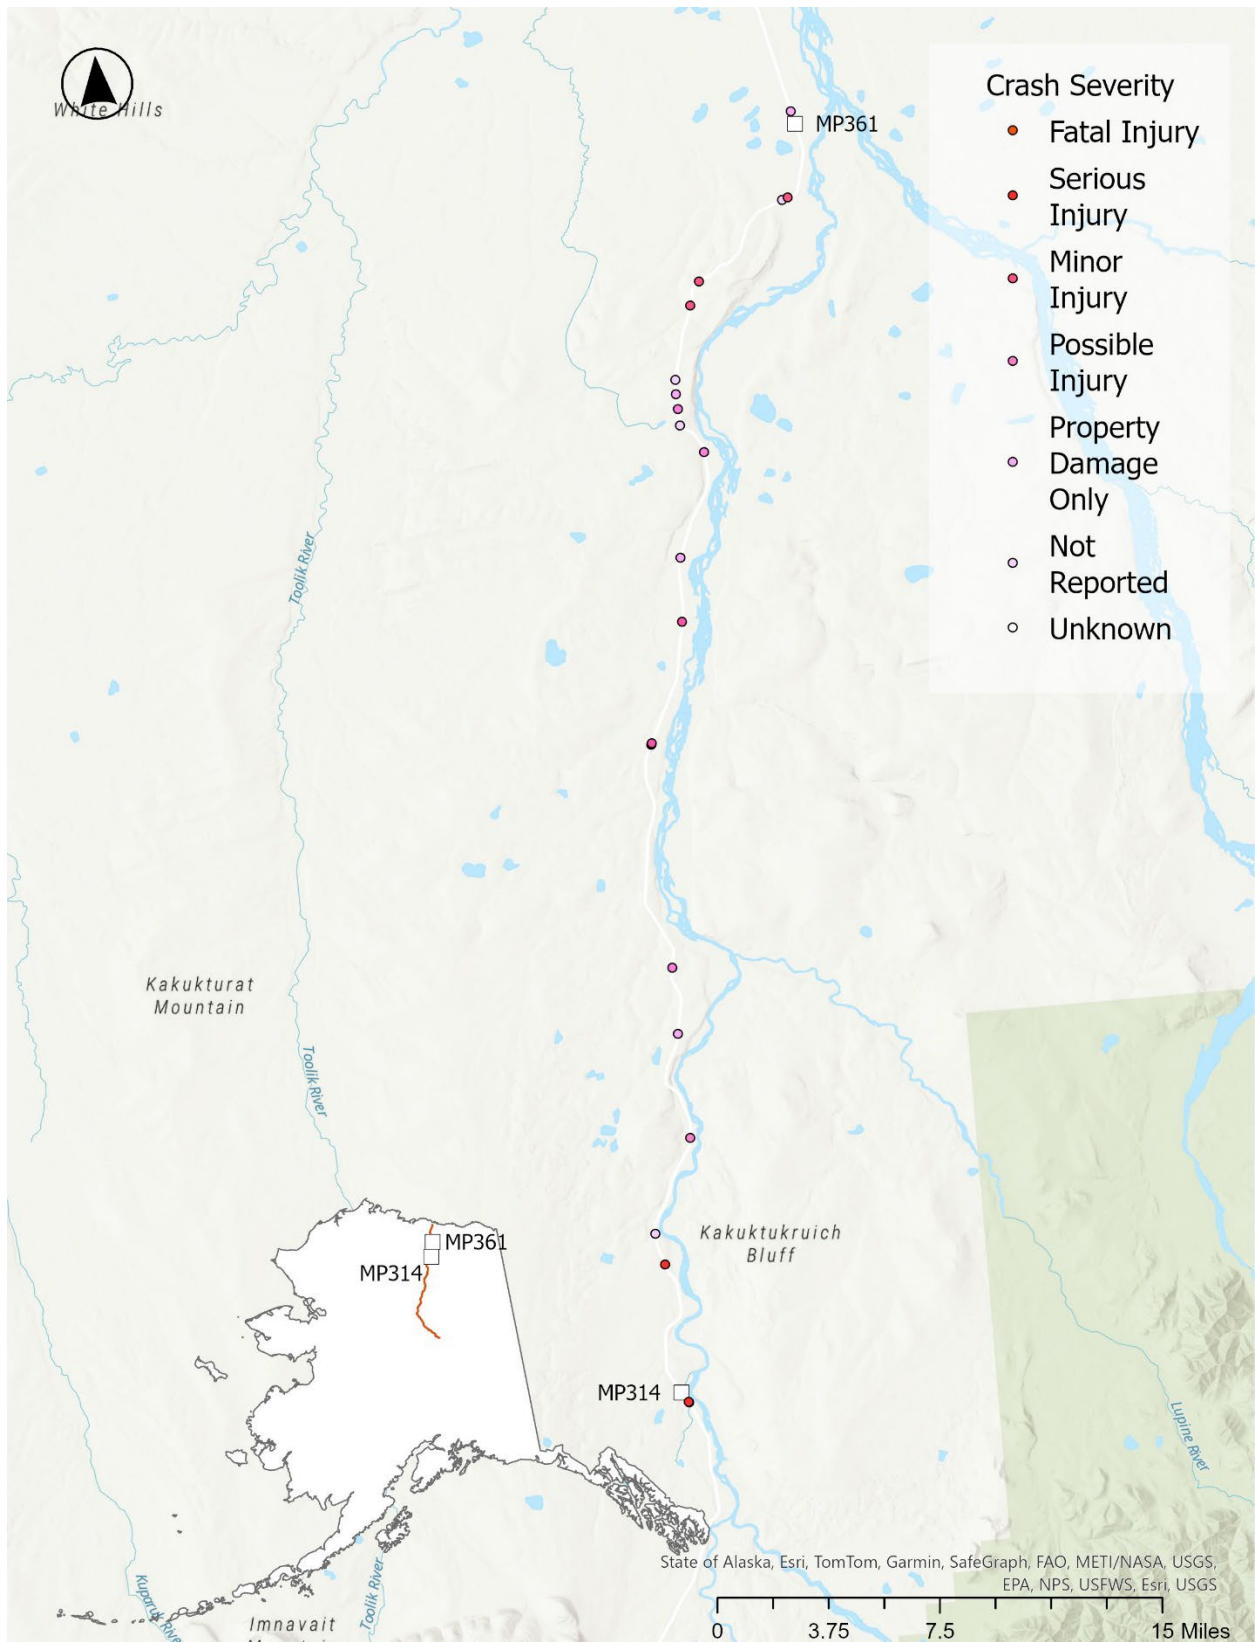 White Hills
MP361
Crash Severity
Fatal Injury
Serious
Injury
Minor
Injury
Possible
Injury
Property
Damage
Only
Not
Reported
Unknown
Toolik River
Kakukturat
Mountain
Toolik River
Kakuktukruich
Bluff
MP361
MP314
MP314
Lupine River
State of Alaska, Esri, TomTom, Garmin, SafeGraph, FAO, METI/NASA, USGS,
EPA, NPS, USFWS, Esri, USGS
Kuparuk River
Toolik River
Imnavait
0 3.75 7.5 15 Miles